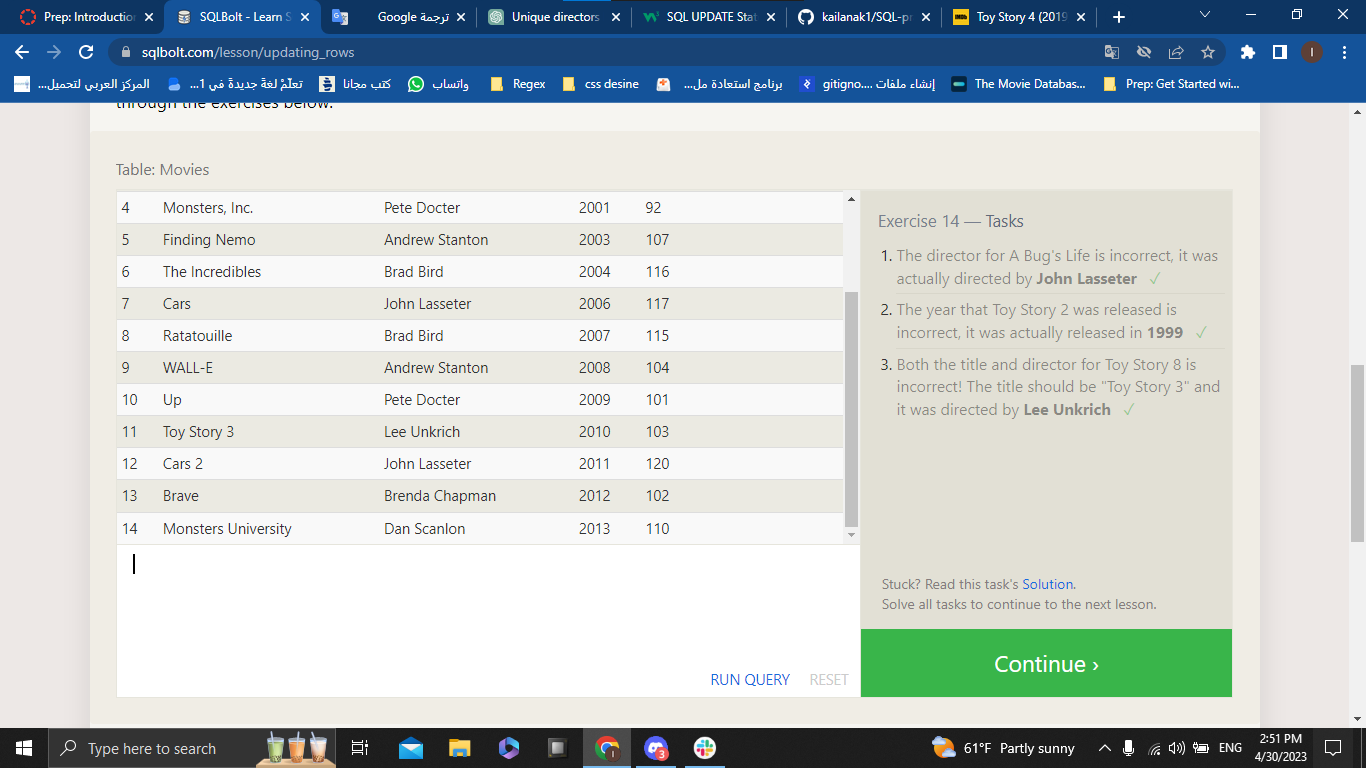 Prep: Introduction
SQLBolt - Learn S
ترجمة Google
Unique directors
SQL UPDATE Stat
kailanak1/SQL-pr
Toy Story 4 (2019
sqlbolt.com/lesson/updating_rows
المركز العربي لتحميل...
تعلّمْ لغةً جديدةً في 1...
كتب مجانا
واتساب
Regex
css desine
برنامج استعادة مل...
إنشاء ملفات gitigno....
The Movie Databas...
Prep: Get Started wi...
through the exercises below.
Table: Movies
4 Monsters, Inc. Pete Docter 2001 92
5 Finding Nemo Andrew Stanton 2003 107
6 The Incredibles Brad Bird 2004 116
7 Cars John Lasseter 2006 117
8 Ratatouille Brad Bird 2007 115
9 WALL-E Andrew Stanton 2008 104
10 Up Pete Docter 2009 101
11 Toy Story 3 Lee Unkrich 2010 103
12 Cars 2 John Lasseter 2011 120
13 Brave Brenda Chapman 2012 102
14 Monsters University Dan Scanlon 2013 110
RUN QUERY RESET
Exercise 14 — Tasks
1. The director for A Bug's Life is incorrect, it was
actually directed by John Lasseter ✓
2. The year that Toy Story 2 was released is
incorrect, it was actually released in 1999 ✓
3. Both the title and director for Toy Story 8 is
incorrect! The title should be "Toy Story 3" and
it was directed by Lee Unkrich ✓
Stuck? Read this task's Solution.
Solve all tasks to continue to the next lesson.
Continue ›
Type here to search
61°F Partly sunny
ENG
2:51 PM
4/30/2023